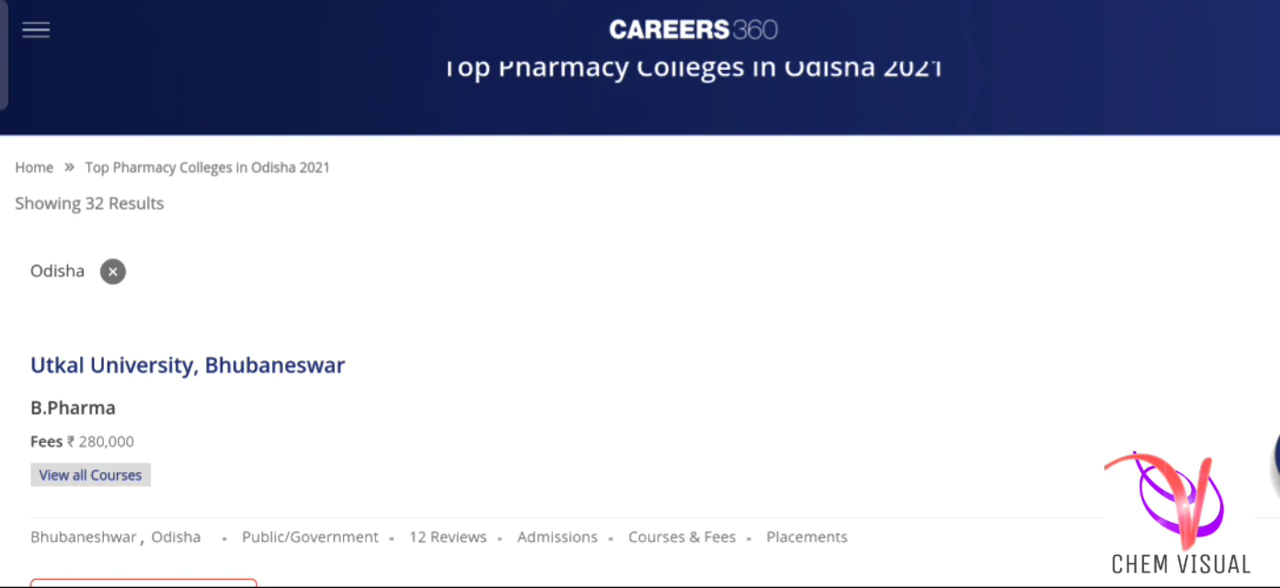 CAREERS360
Top Pharmacy Colleges in Odisha 2021
Home » Top Pharmacy Colleges in Odisha 2021
Showing 32 Results
Odisha ×
Utkal University, Bhubaneswar
B.Pharma
Fees ₹ 280,000
View all Courses
Bhubaneshwar , Odisha • Public/Government • 12 Reviews • Admissions • Courses & Fees • Placements
CHEM VISUAL